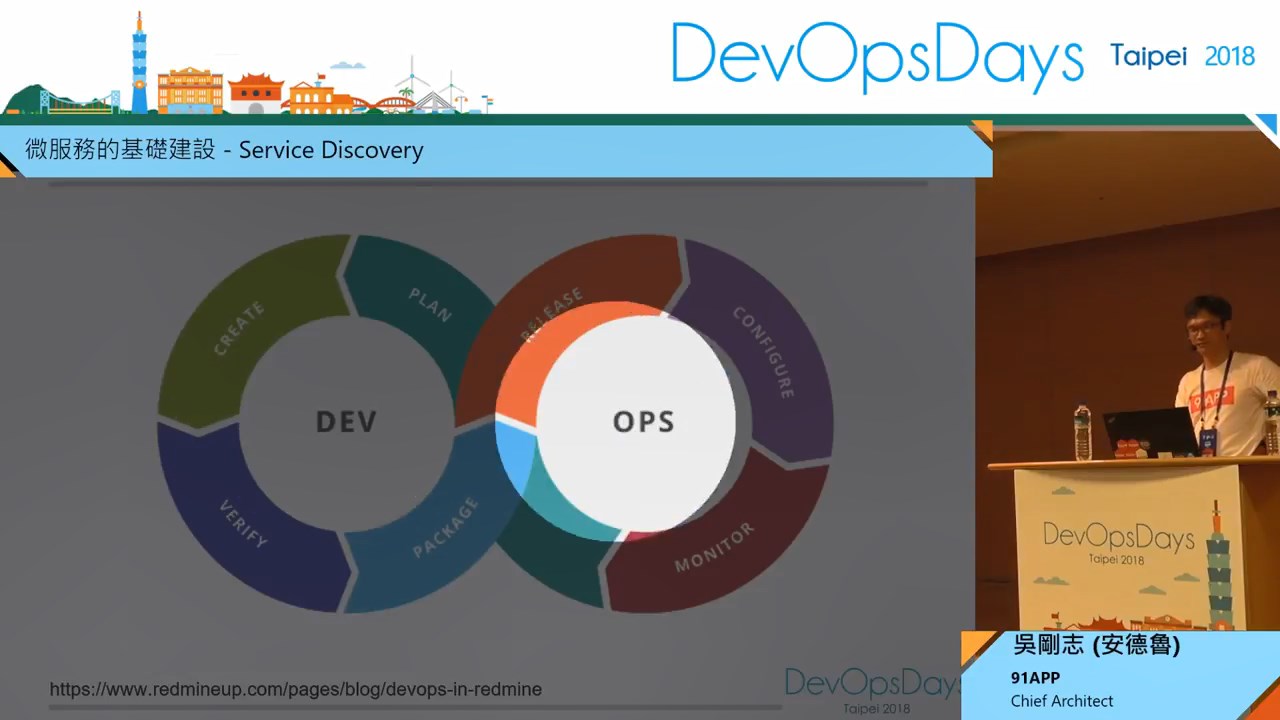 DevOpsDays Taipei 2018
微服務的基礎建設 - Service Discovery
CREATE
PLAN
RELEASE
CONFIGURE
DEV
OPS
VERIFY
PACKAGE
MONITOR
https://www.redmineup.com/pages/blog/devops-in-redmine
DevOpsDays
Taipei 2018
91APP
DevOpsDays
Taipei 2018
吳剛志 (安德魯)
91APP
Chief Architect